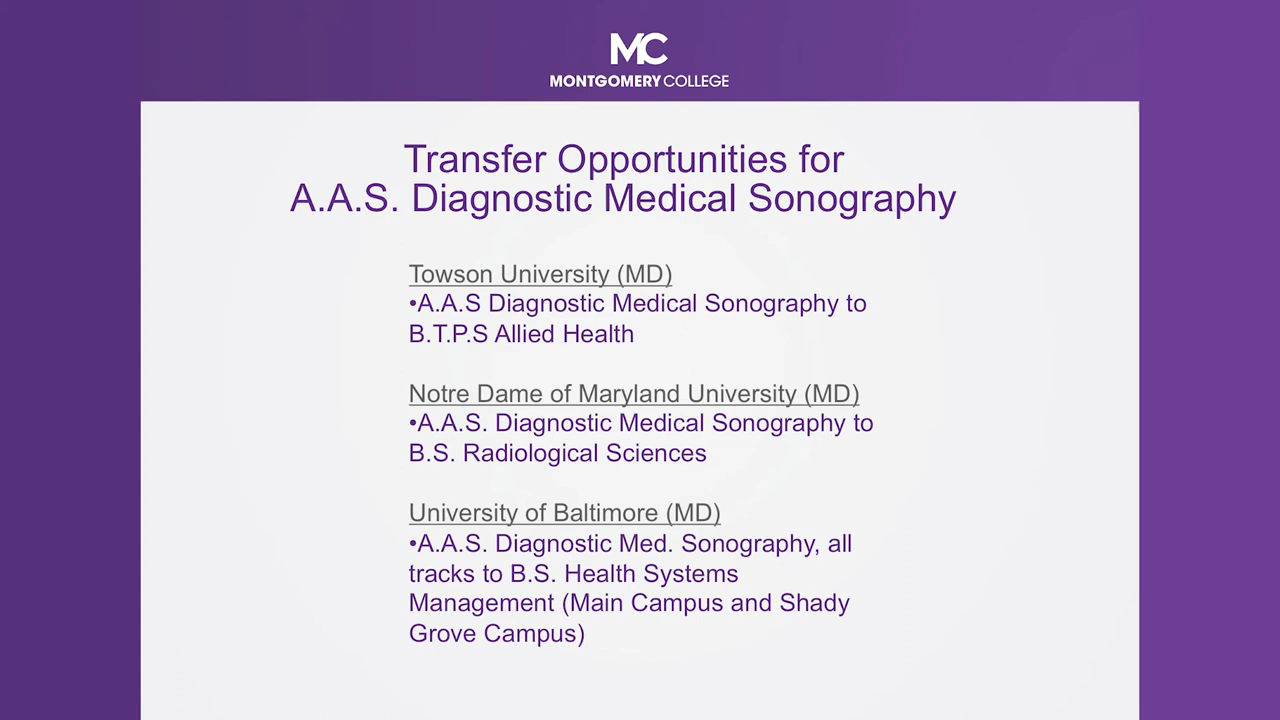 MC
MONTGOMERY COLLEGE
Transfer Opportunities for
A.A.S. Diagnostic Medical Sonography
Towson University (MD)
•A.A.S Diagnostic Medical Sonography to
B.T.P.S Allied Health
Notre Dame of Maryland University (MD)
•A.A.S. Diagnostic Medical Sonography to
B.S. Radiological Sciences
University of Baltimore (MD)
•A.A.S. Diagnostic Med. Sonography, all
tracks to B.S. Health Systems
Management (Main Campus and Shady
Grove Campus)